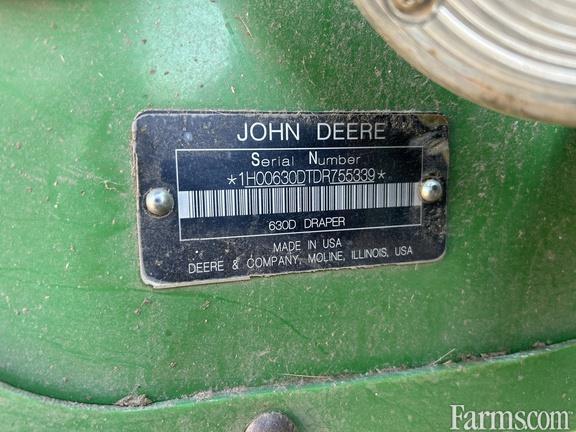 JOHN DEERE
Serial Number
*1H00630DTDR755339*
630D DRAPER
MADE IN USA
DEERE & COMPANY, MOLINE, ILLINOIS, USA
Farms.com